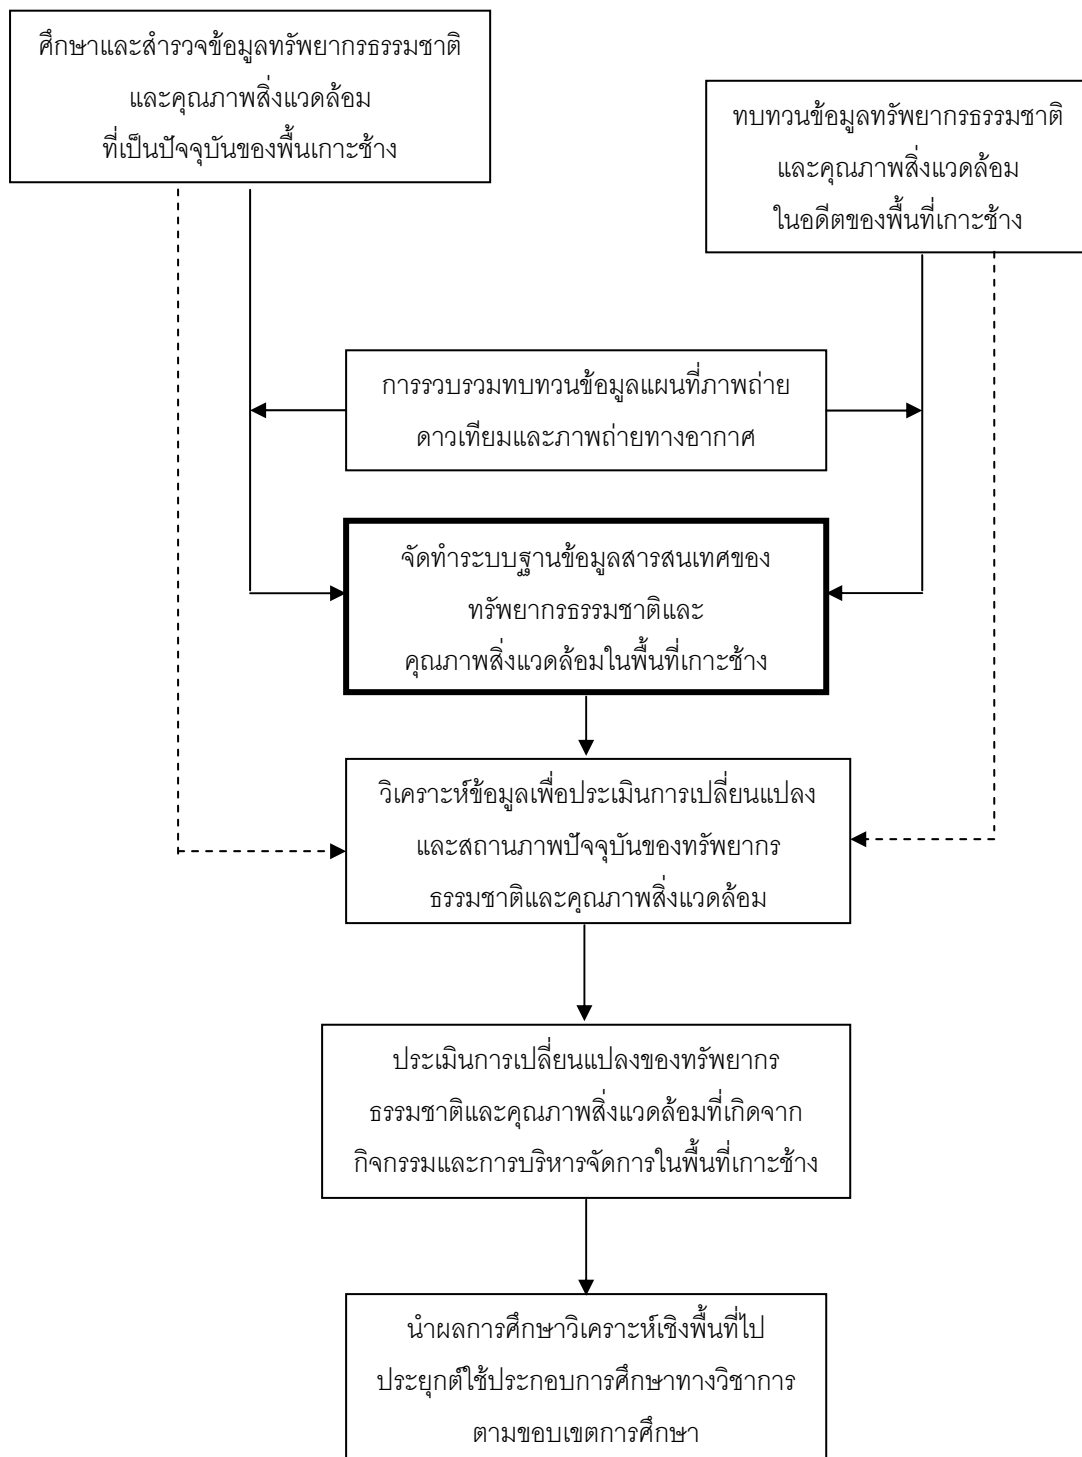 ศึกษาและสำรวจข้อมูลทรัพยากรธรรมชาติ
และคุณภาพสิ่งแวดล้อม
ที่เป็นปัจจุบันของพื้นเกาะช้าง
ทบทวนข้อมูลทรัพยากรธรรมชาติ
และคุณภาพสิ่งแวดล้อม
ในอดีตของพื้นที่เกาะช้าง
การรวบรวมทบทวนข้อมูลแผนที่ภาพถ่าย
ดาวเทียมและภาพถ่ายทางอากาศ
จัดทำระบบฐานข้อมูลสารสนเทศของ
ทรัพยากรธรรมชาติและ
คุณภาพสิ่งแวดล้อมในพื้นที่เกาะช้าง
วิเคราะห์ข้อมูลเพื่อประเมินการเปลี่ยนแปลง
และสถานภาพปัจจุบันของทรัพยากร
ธรรมชาติและคุณภาพสิ่งแวดล้อม
ประเมินการเปลี่ยนแปลงของทรัพยากร
ธรรมชาติและคุณภาพสิ่งแวดล้อมที่เกิดจาก
กิจกรรมและการบริหารจัดการในพื้นที่เกาะช้าง
นำผลการศึกษาวิเคราะห์เชิงพื้นที่ไป
ประยุกต์ใช้ประกอบการศึกษาทางวิชาการ
ตามขอบเขตการศึกษา